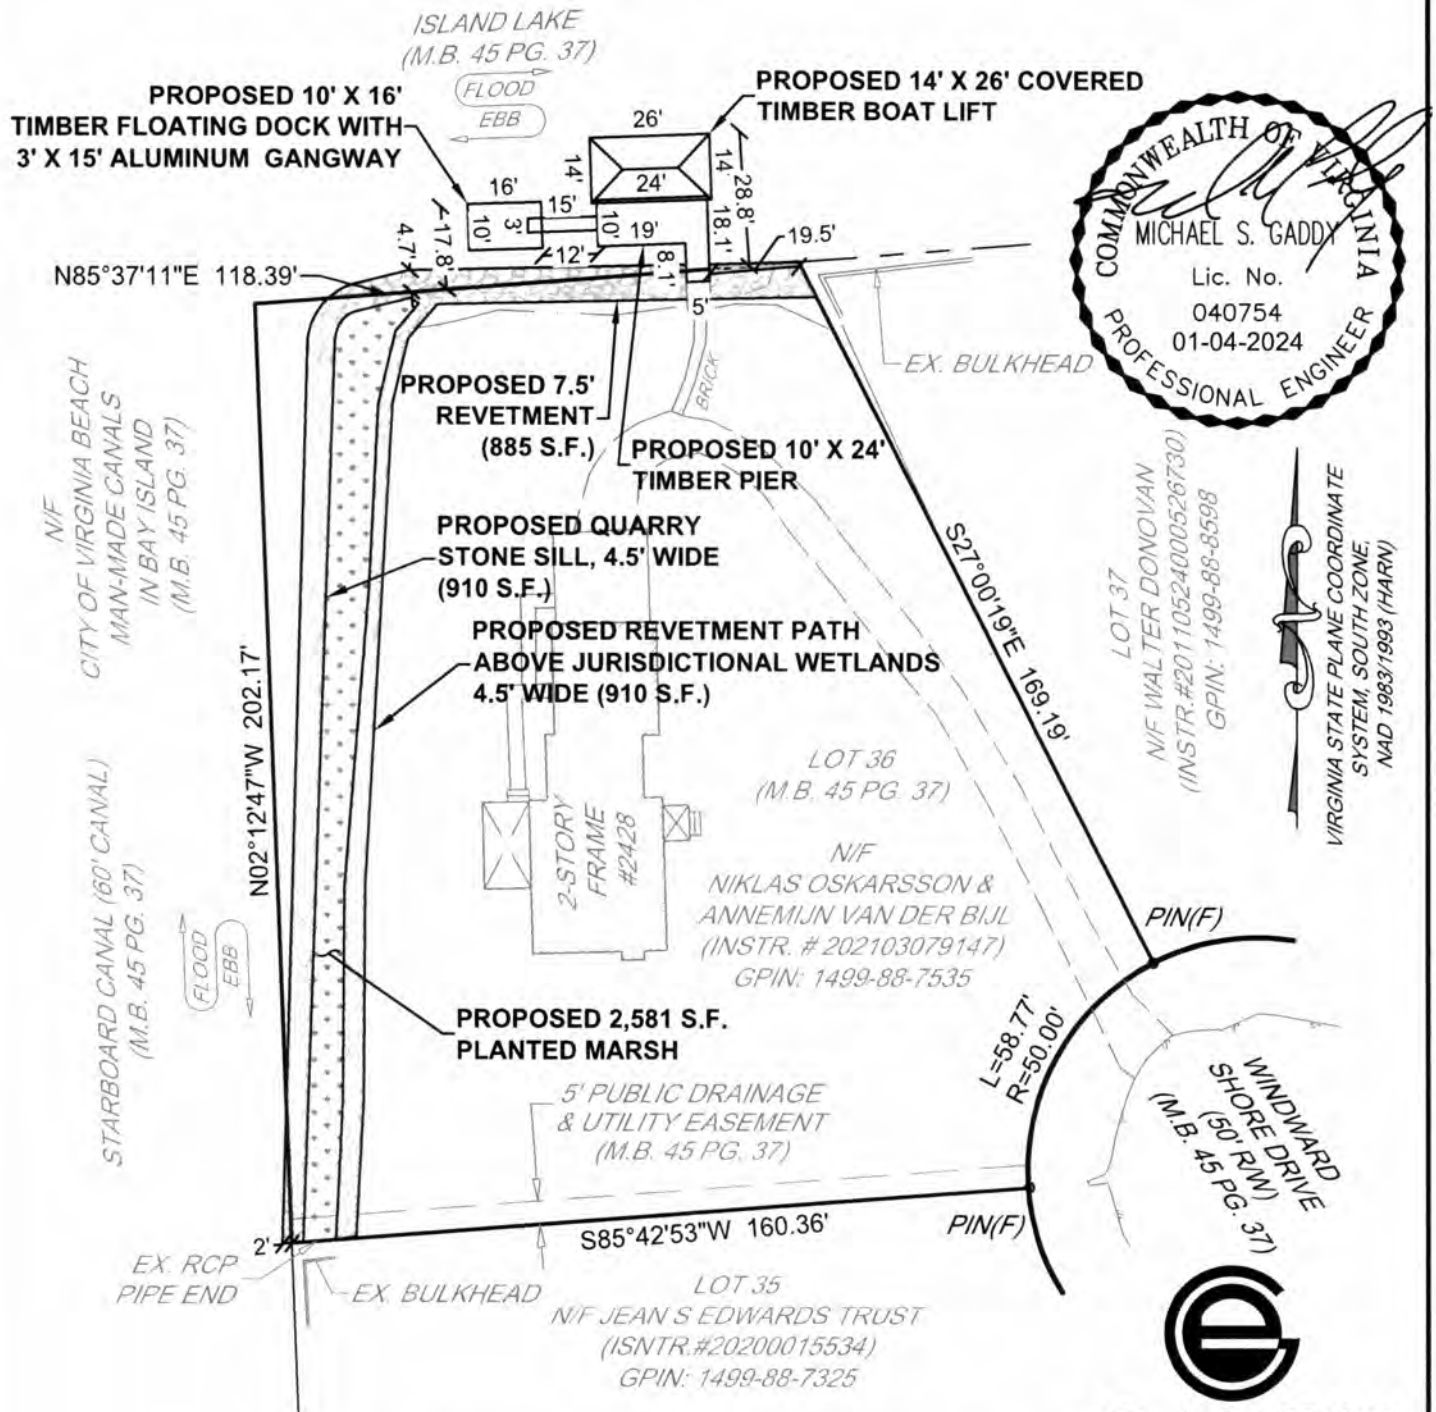 ISLAND LAKE
(M.B. 45 PG. 37)
FLOOD
EBB
PROPOSED 10' X 16'
TIMBER FLOATING DOCK WITH
3' X 15' ALUMINUM GANGWAY
PROPOSED 14' X 26' COVERED
TIMBER BOAT LIFT
26'
14'
24'
14'
28.8'
16'
15'
10'
3'
10'
19'
18.1'
12'
8.1'
19.5'
4.7'
17.8'
5'
N85°37'11"E 118.39'
COMMONWEALTH OF VIRGINIA
MICHAEL S. GADDY
Lic. No.
040754
01-04-2024
PROFESSIONAL ENGINEER
EX. BULKHEAD
BRICK
PROPOSED 7.5'
REVETMENT
(885 S.F.)
PROPOSED 10' X 24'
TIMBER PIER
N/F
CITY OF VIRGINIA BEACH
MAN-MADE CANALS
IN BAY ISLAND
(M.B. 45 PG. 37)
PROPOSED QUARRY
STONE SILL, 4.5' WIDE
(910 S.F.)
PROPOSED REVETMENT PATH
ABOVE JURISDICTIONAL WETLANDS
4.5' WIDE (910 S.F.)
S27°00'19"E 169.19'
LOT 37
N/F WALTER DONOVAN
(INSTR.#20110524000526730)
GPIN: 1499-88-8598
VIRGINIA STATE PLANE COORDINATE
SYSTEM, SOUTH ZONE,
NAD 1983/1993 (HARN)
N02°12'47"W 202.17'
LOT 36
(M.B. 45 PG. 37)
2-STORY
FRAME
#2428
N/F
NIKLAS OSKARSSON &
ANNEMIJN VAN DER BIJL
(INSTR. # 202103079147)
GPIN: 1499-88-7535
STARBOARD CANAL (60' CANAL)
(M.B. 45 PG. 37)
FLOOD
EBB
PIN(F)
PROPOSED 2,581 S.F.
PLANTED MARSH
L=58.77'
R=50.00'
5' PUBLIC DRAINAGE
& UTILITY EASEMENT
(M.B. 45 PG. 37)
WINDWARD
SHORE DRIVE
(50' R/W)
(M.B. 45 PG. 37)
S85°42'53"W 160.36'
PIN(F)
2'
EX. RCP
PIPE END
EX. BULKHEAD
LOT 35
N/F JEAN S EDWARDS TRUST
(ISNTR.#20200015534)
GPIN: 1499-88-7325